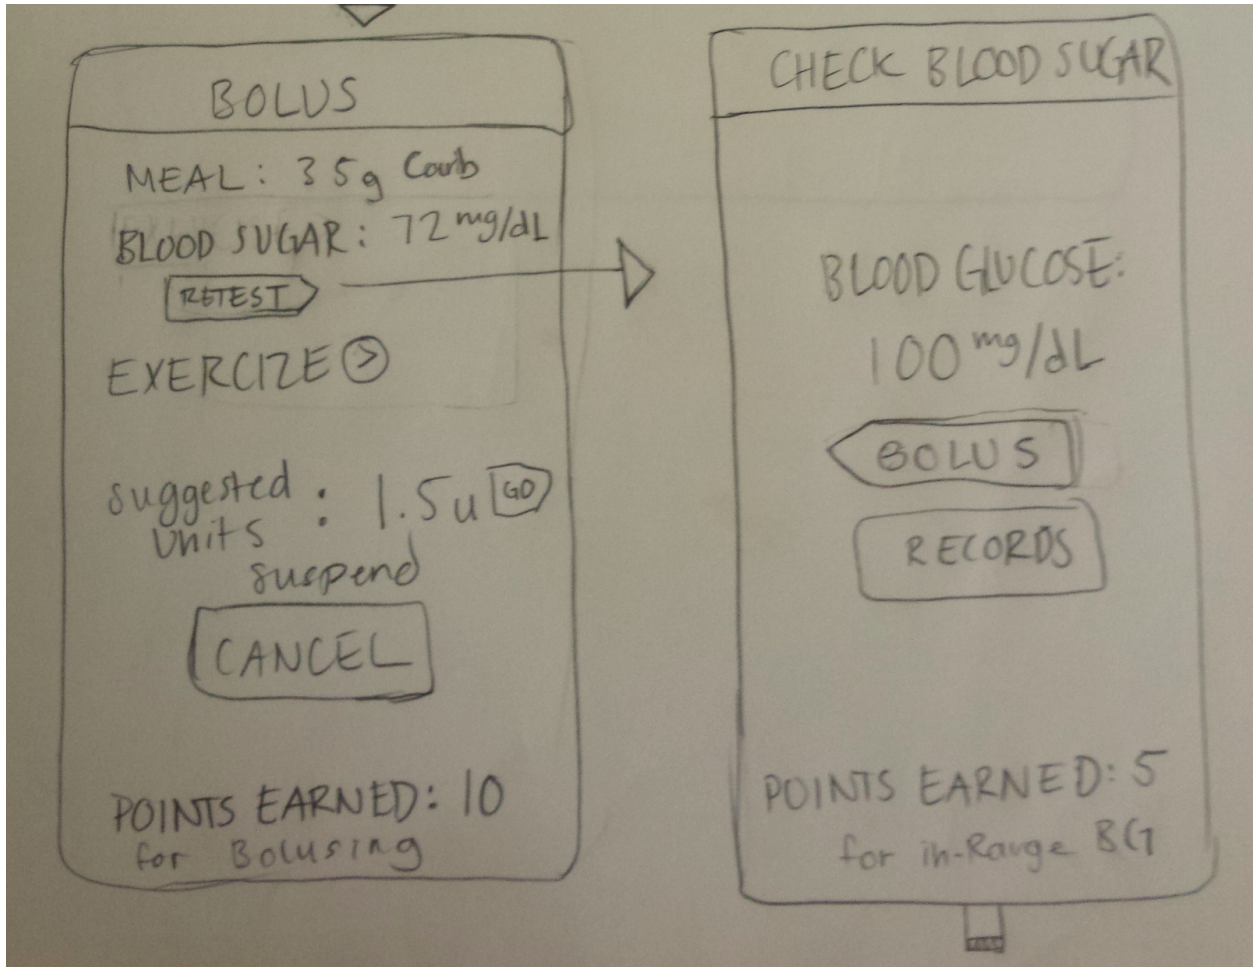 BOLUS
MEAL: 35g Carb
BLOOD SUGAR: 72 mg/dL
RETEST
EXERCIZE >
suggested units : 1.5u GO
suspend
CANCEL
POINTS EARNED: 10
for Bolusing
CHECK BLOOD SUGAR
BLOOD GLUCOSE:
100 mg/dL
BOLUS
RECORDS
POINTS EARNED: 5
for in-Range BG